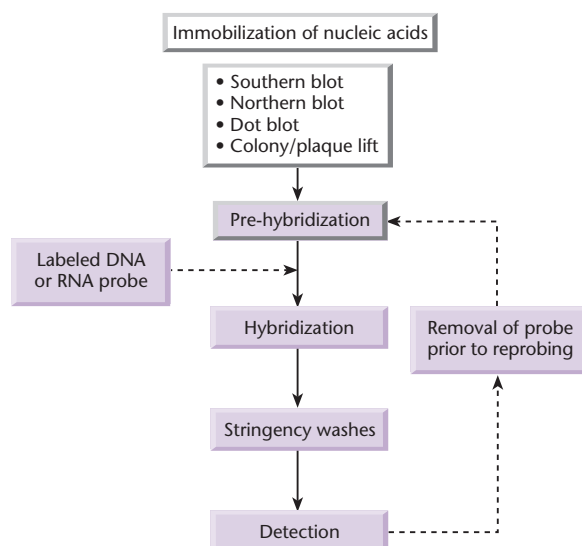 Immobilization of nucleic acids
• Southern blot
• Northern blot
• Dot blot
• Colony/plaque lift
Pre-hybridization
Labeled DNA
or RNA probe
Hybridization
Removal of probe
prior to reprobing
Stringency washes
Detection